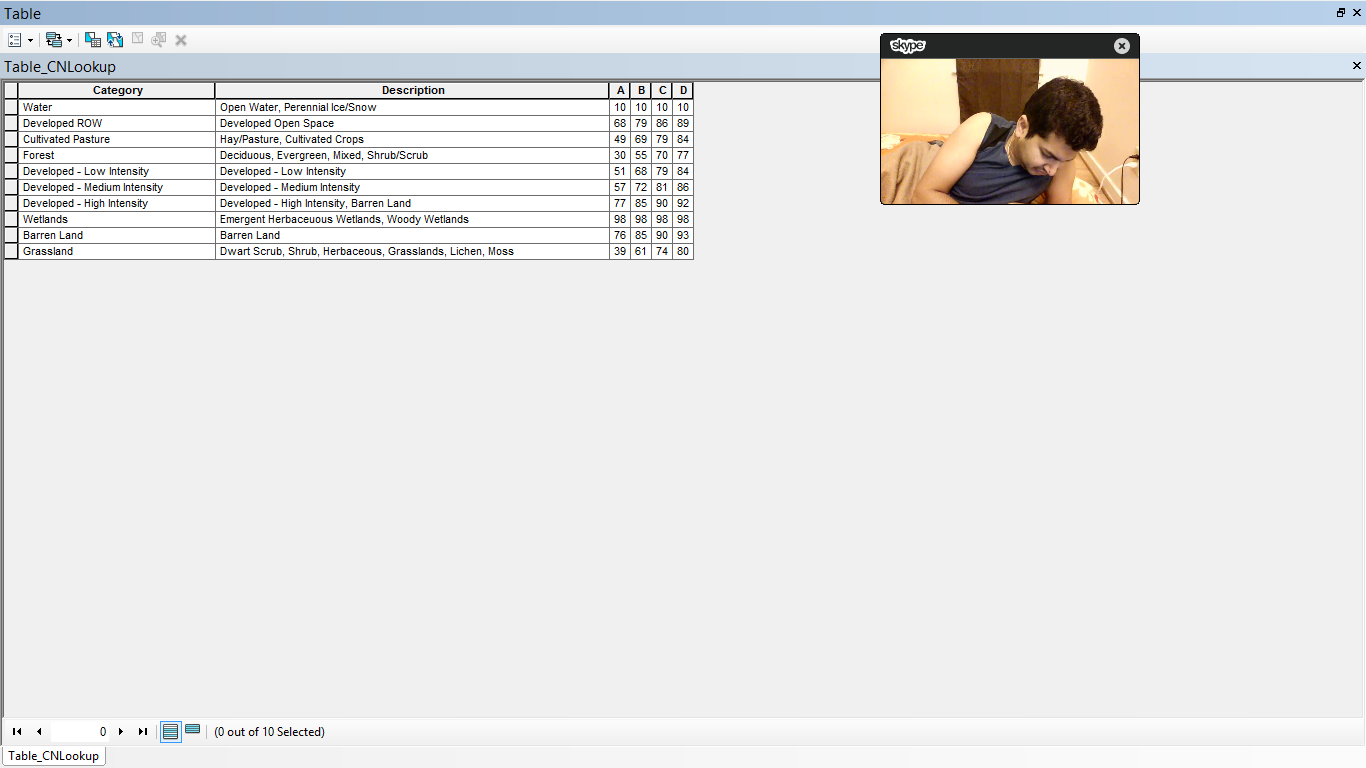 Table
Table_CNLookup
skype
Category Description A B C D
Water Open Water, Perennial Ice/Snow 10 10 10 10
Developed ROW Developed Open Space 68 79 86 89
Cultivated Pasture Hay/Pasture, Cultivated Crops 49 69 79 84
Forest Deciduous, Evergreen, Mixed, Shrub/Scrub 30 55 70 77
Developed - Low Intensity Developed - Low Intensity 51 68 79 84
Developed - Medium Intensity Developed - Medium Intensity 57 72 81 86
Developed - High Intensity Developed - High Intensity, Barren Land 77 85 90 92
Wetlands Emergent Herbaceuous Wetlands, Woody Wetlands 98 98 98 98
Barren Land Barren Land 76 85 90 93
Grassland Dwart Scrub, Shrub, Herbaceous, Grasslands, Lichen, Moss 39 61 74 80
0 (0 out of 10 Selected)
Table_CNLookup